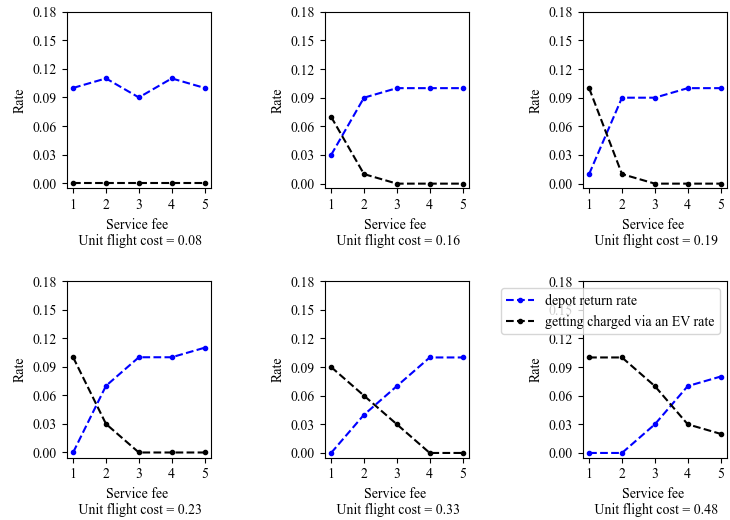 0.18 0.18 0.18
0.15 0.15 0.15
0.12 0.12 0.12
0.09 0.09 0.09
0.06 0.06 0.06
0.03 0.03 0.03
0.00 0.00 0.00
Rate Rate Rate
1 2 3 4 5 1 2 3 4 5 1 2 3 4 5
Service fee Service fee Service fee
Unit flight cost = 0.08 Unit flight cost = 0.16 Unit flight cost = 0.19
0.18 0.18 0.18
depot return rate
0.15 0.15 0.15
getting charged via an EV rate
0.12 0.12 0.12
0.09 0.09 0.09
0.06 0.06 0.06
0.03 0.03 0.03
0.00 0.00 0.00
Rate Rate Rate
1 2 3 4 5 1 2 3 4 5 1 2 3 4 5
Service fee Service fee Service fee
Unit flight cost = 0.23 Unit flight cost = 0.33 Unit flight cost = 0.48